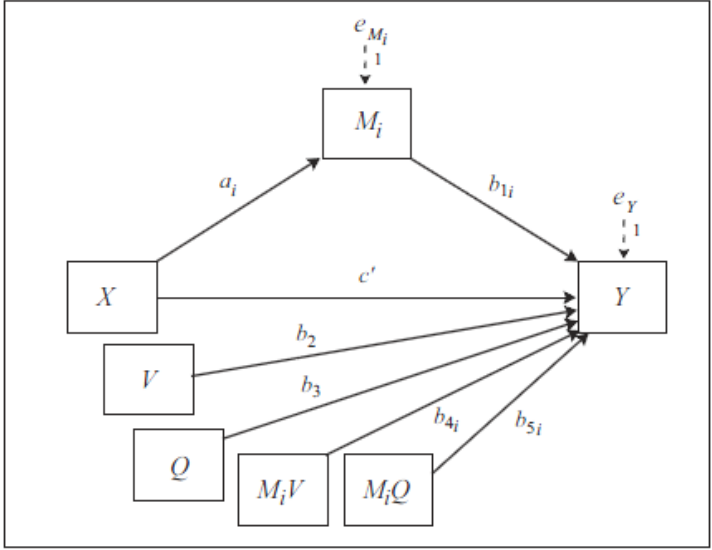 e_{M_i}
1
M_i
a_i
b_{1i}
e_Y
1
X
c'
Y
b_2
V
b_3
Q
b_{4i}
b_{5i}
M_iV
M_iQ